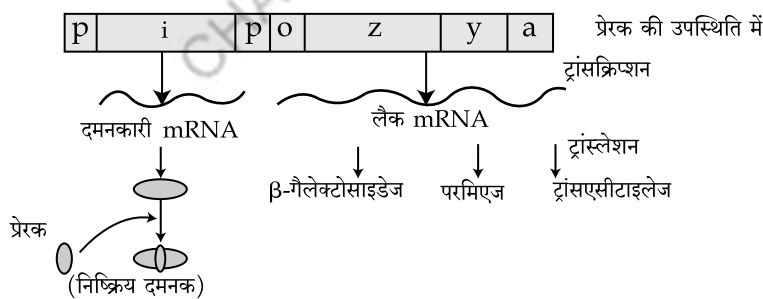 p i p o z y a प्रेरक की उपस्थिति में
ट्रांसक्रिप्शन
दमनकारी mRNA लैक mRNA
ट्रांस्लेशन
β-गैलेक्टोसाइडेज परमिएज ट्रांसएसीटाइलेज
प्रेरक
(निष्क्रिय दमनक)